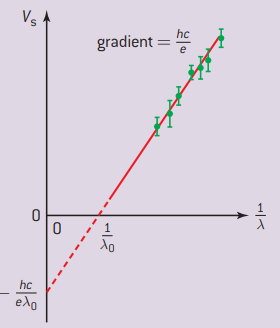 Vₛ
gradient = hc/e
0
0
1/λ₀
1/λ
− hc/eλ₀